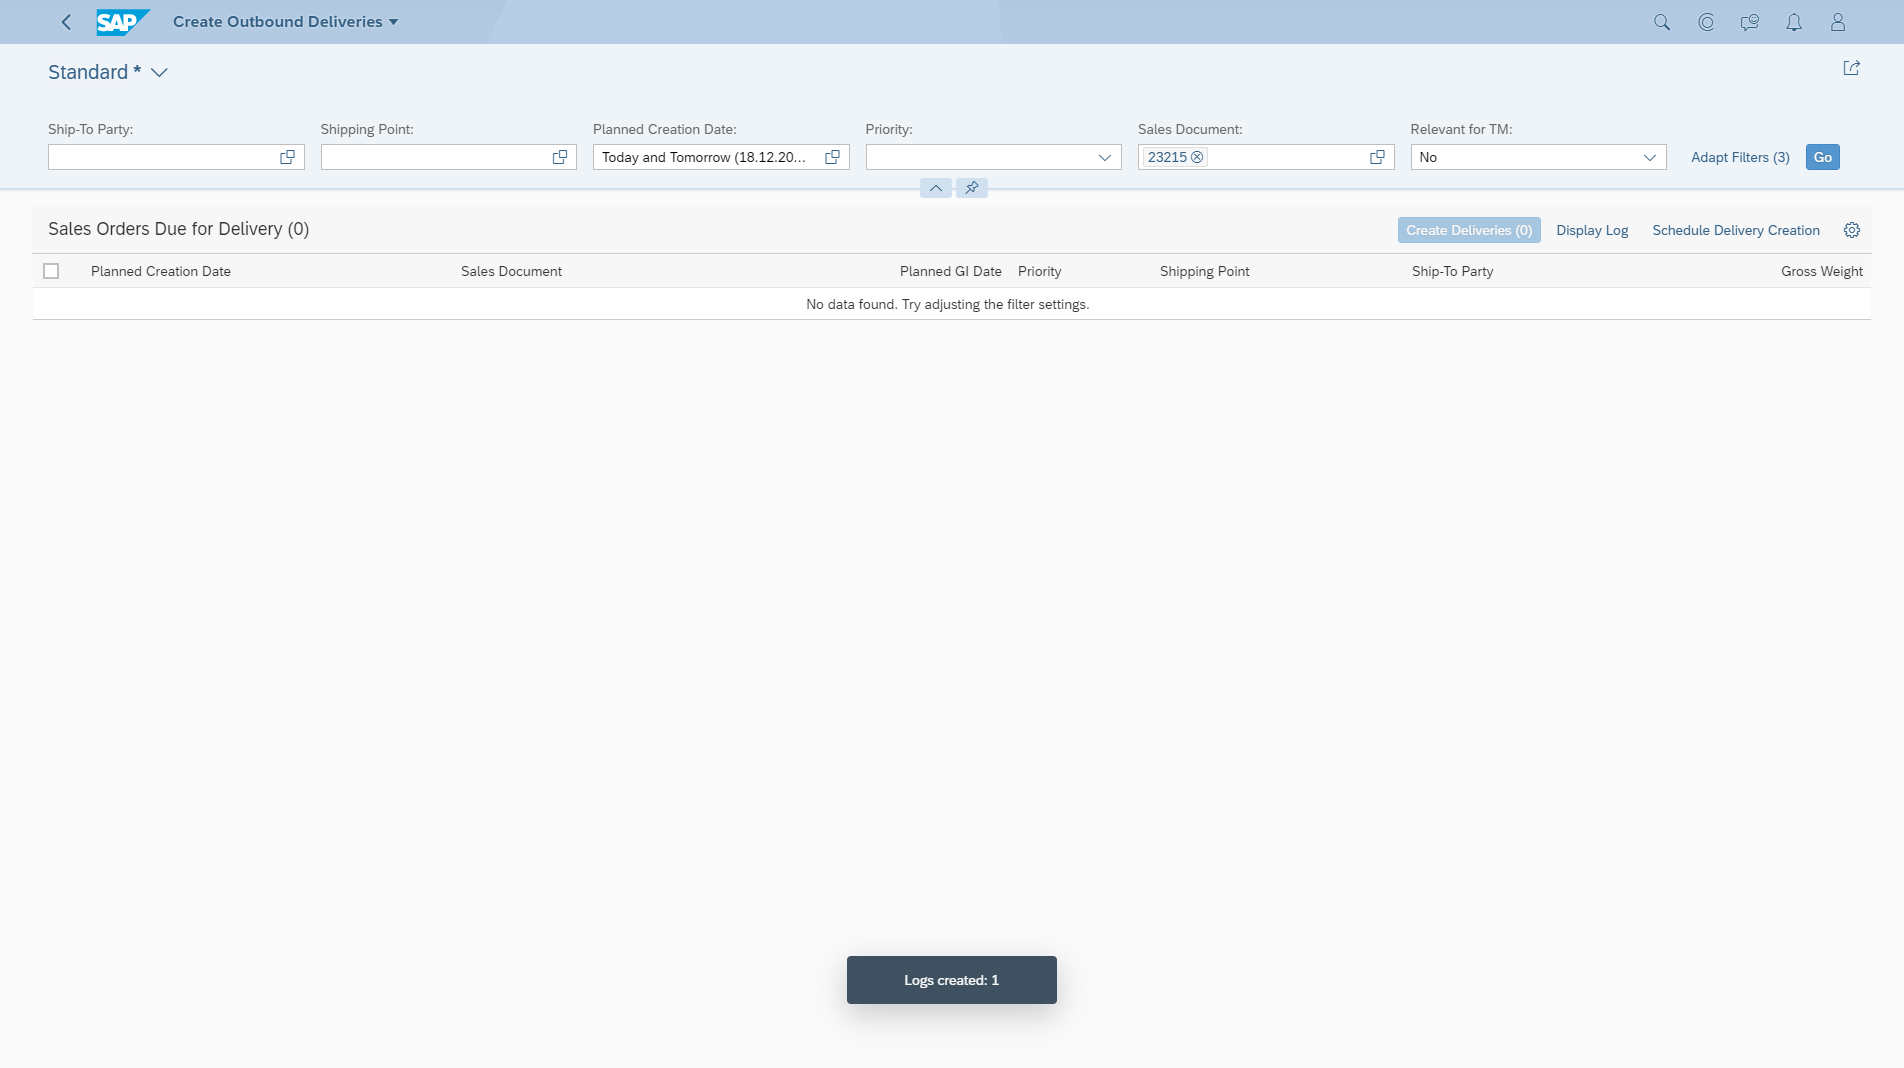 SAP Create Outbound Deliveries
Standard *
Ship-To Party: Shipping Point: Planned Creation Date: Priority: Sales Document: Relevant for TM:
Today and Tomorrow (18.12.20... 23215 No Adapt Filters (3) Go
Sales Orders Due for Delivery (0) Create Deliveries (0) Display Log Schedule Delivery Creation
Planned Creation Date Sales Document Planned GI Date Priority Shipping Point Ship-To Party Gross Weight
No data found. Try adjusting the filter settings.
Logs created: 1